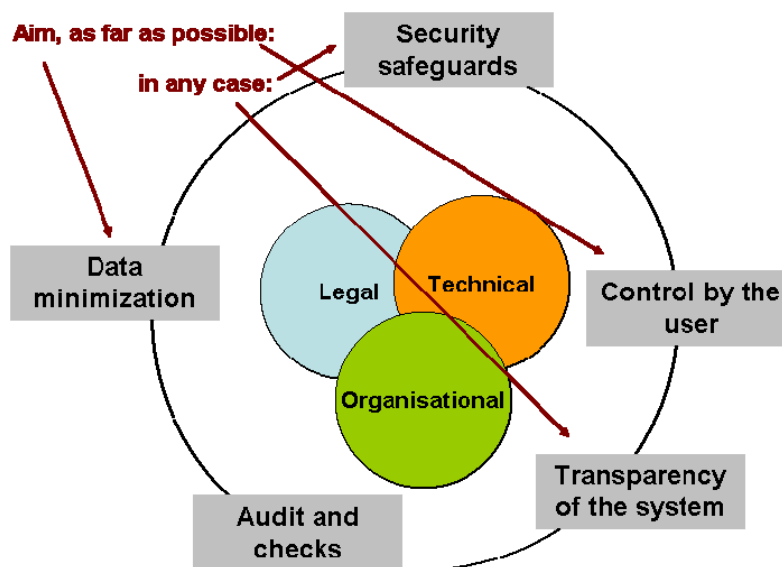 Aim, as far as possible:
in any case:
Security
safeguards
Data
minimization
Legal
Technical
Control by the
user
Organisational
Transparency
of the system
Audit and
checks